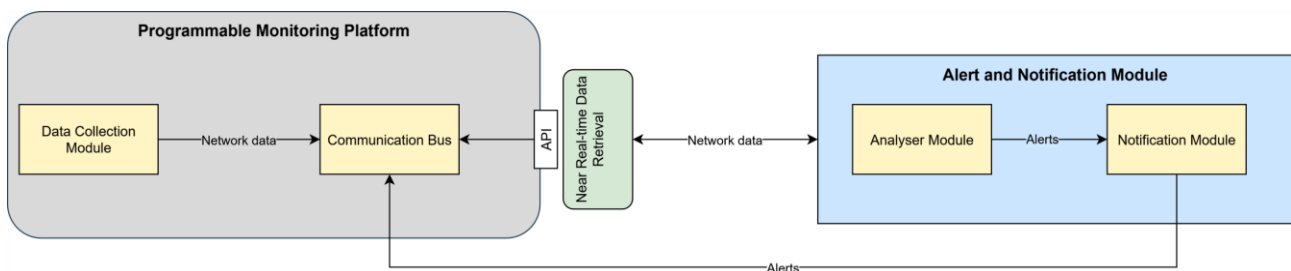 Programmable Monitoring Platform
Data Collection
Module
Network data
Communication Bus
API
Near Real-time Data
Retrieval
Network data
Alert and Notification Module
Analyser Module
Alerts
Notification Module
Alerts